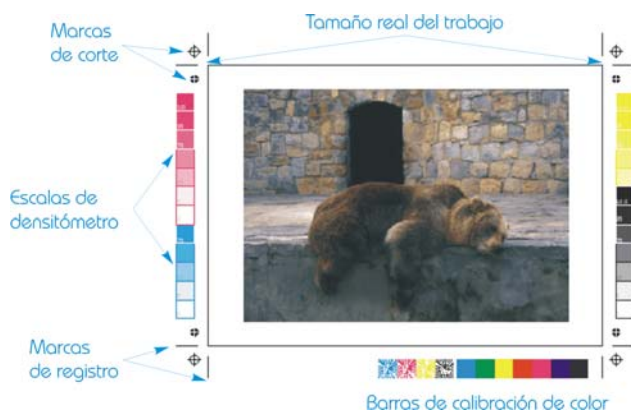 Marcas
de corte
Tamaño real del trabajo
Escalas de
densitómetro
Marcas
de registro
Barras de calibración de color